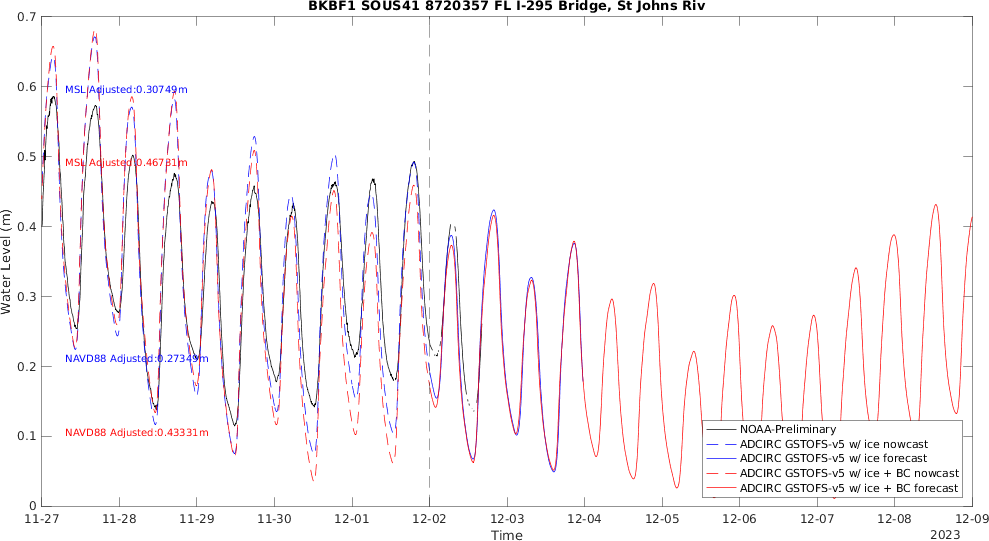 BKBF1 SOUS41 8720357 FL I-295 Bridge, St Johns Riv
0.7
0.6
0.5
0.4
0.3
0.2
0.1
0
Water Level (m)
MSL Adjusted:0.30749m
MSL Adjusted:0.46731m
NAVD88 Adjusted:0.27349m
NAVD88 Adjusted:0.43331m
NOAA-Preliminary
ADCIRC GSTOFS-v5 w/ ice nowcast
ADCIRC GSTOFS-v5 w/ ice forecast
ADCIRC GSTOFS-v5 w/ ice + BC nowcast
ADCIRC GSTOFS-v5 w/ ice + BC forecast
11-27 11-28 11-29 11-30 12-01 12-02 12-03 12-04 12-05 12-06 12-07 12-08 12-09
Time
2023